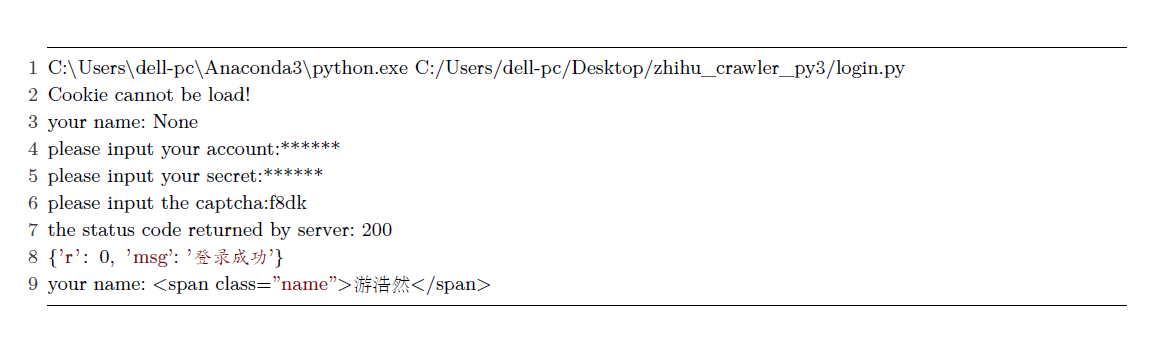 1 C:\Users\dell-pc\Anaconda3\python.exe C:/Users/dell-pc/Desktop/zhihu_crawler_py3/login.py
2 Cookie cannot be load!
3 your name: None
4 please input your account:******
5 please input your secret:******
6 please input the captcha:f8dk
7 the status code returned by server: 200
8 {'r': 0, 'msg': '登录成功'}
9 your name: <span class=”name”>游浩然</span>